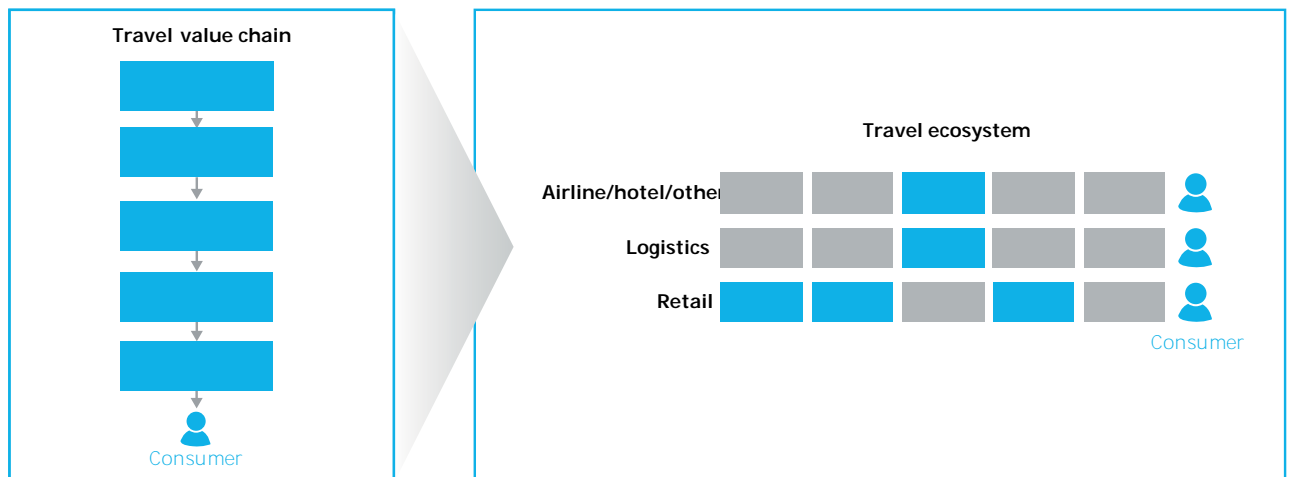 Travel value chain
Consumer
Travel ecosystem
Airline/hotel/other
Logistics
Retail
Consumer